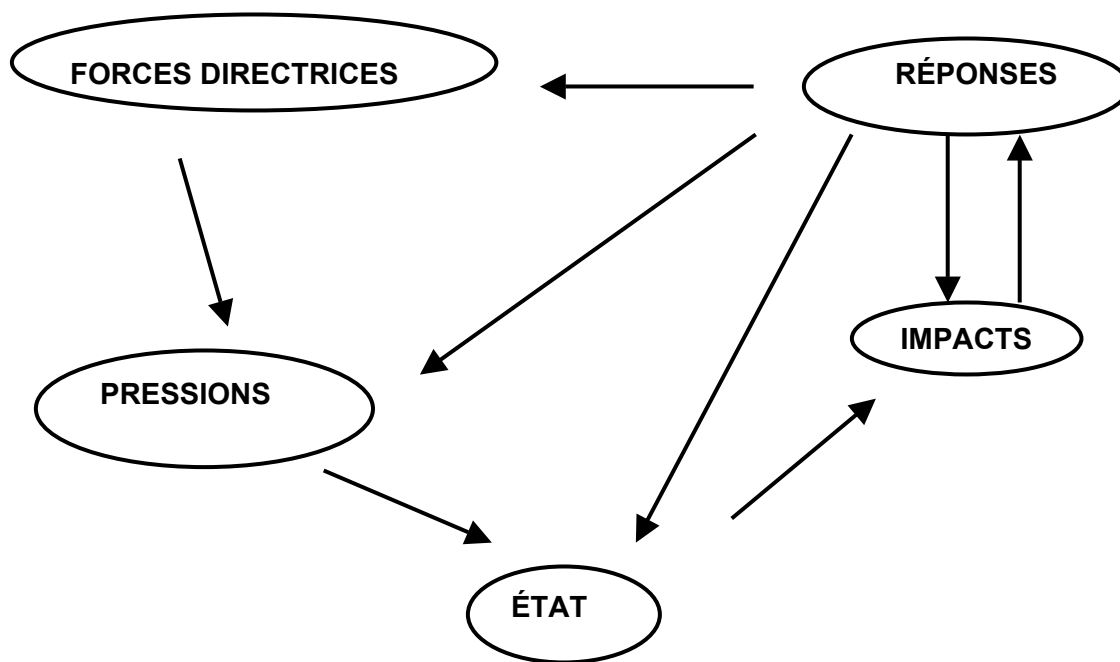 FORCES DIRECTRICES
RÉPONSES
IMPACTS
PRESSIONS
ÉTAT